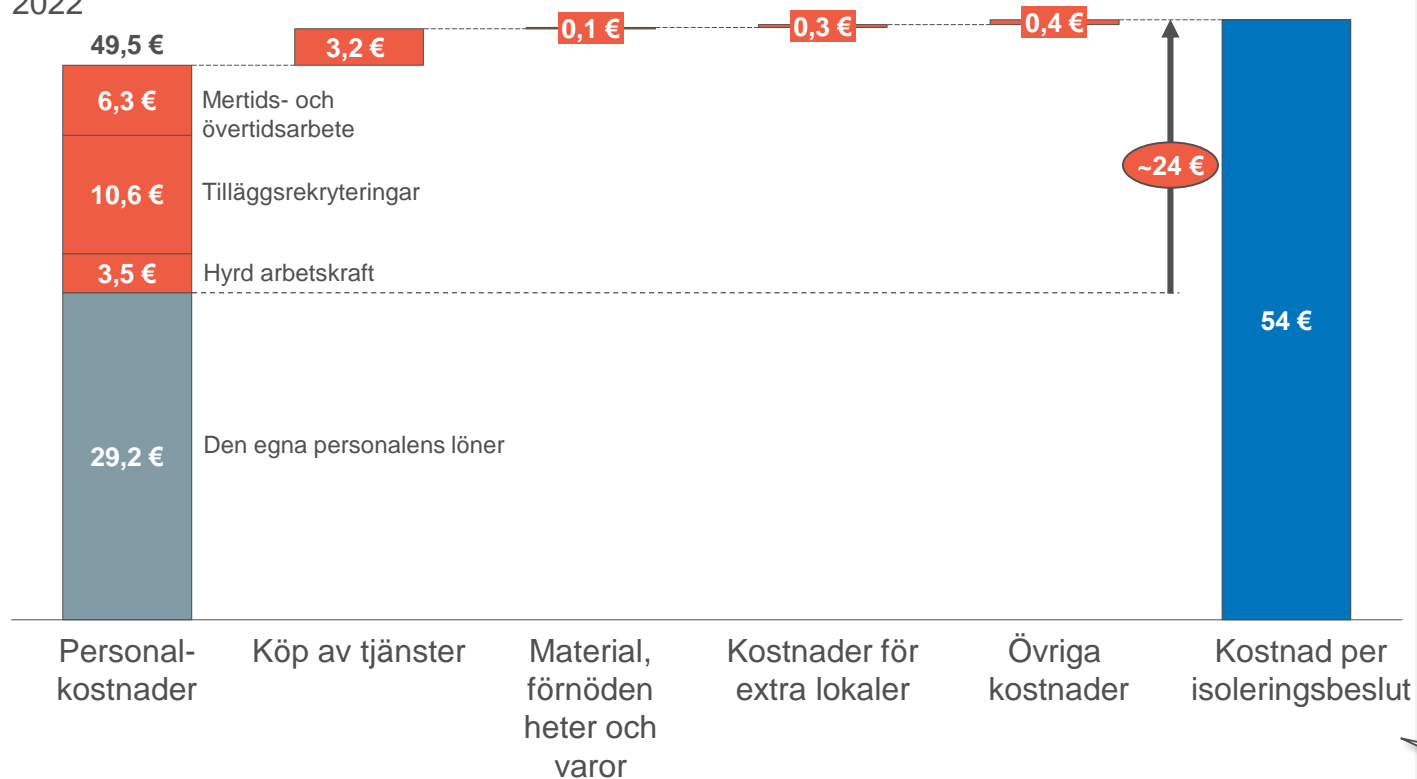 2022
49,5 €
6,3 €
Mertids- och
övertidsarbete
10,6 €
Tilläggsrekryteringar
3,5 €
Hyrd arbetskraft
29,2 €
Den egna personalens löner
3,2 €
0,1 €
0,3 €
0,4 €
~24 €
54 €
Personal-
kostnader
Köp av tjänster
Material,
förnöden
heter och
varor
Kostnader för
extra lokaler
Övriga
kostnader
Kostnad per
isoleringsbeslut